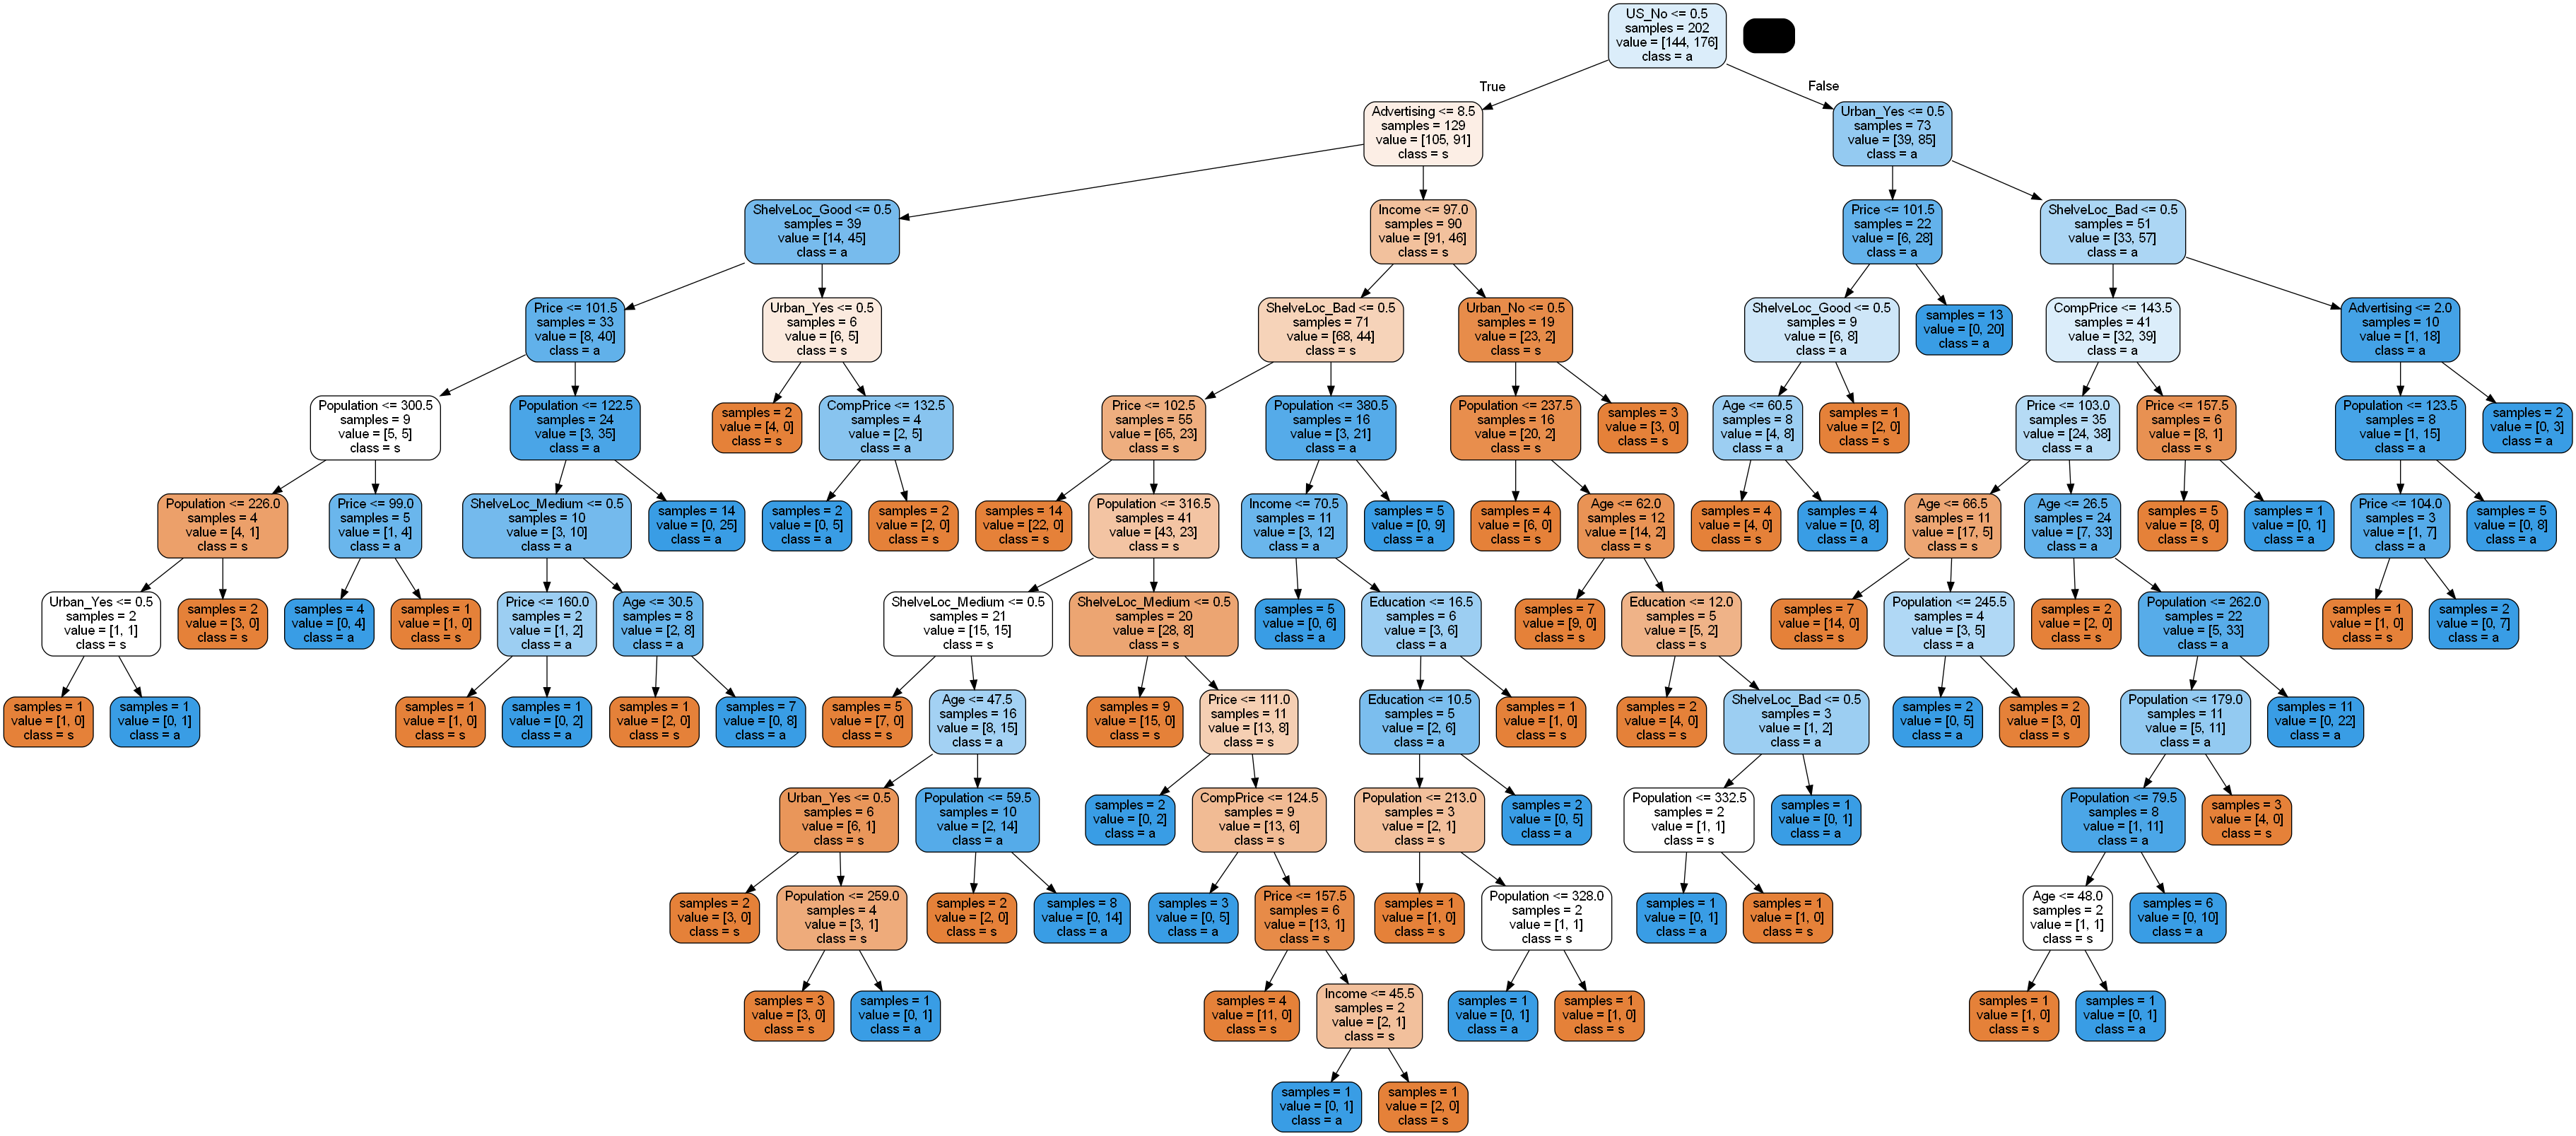 US_No <= 0.5
samples = 202
value = [144, 176]
class = a
True
False
Advertising <= 8.5
samples = 129
value = [105, 91]
class = s
Urban_Yes <= 0.5
samples = 73
value = [39, 85]
class = a
ShelveLoc_Good <= 0.5
samples = 39
value = [14, 45]
class = a
Income <= 97.0
samples = 90
value = [91, 46]
class = s
Price <= 101.5
samples = 22
value = [6, 28]
class = a
ShelveLoc_Bad <= 0.5
samples = 51
value = [33, 57]
class = a
Price <= 101.5
samples = 33
value = [8, 40]
class = a
Urban_Yes <= 0.5
samples = 6
value = [6, 5]
class = s
ShelveLoc_Bad <= 0.5
samples = 71
value = [68, 44]
class = s
Urban_No <= 0.5
samples = 19
value = [23, 2]
class = s
ShelveLoc_Good <= 0.5
samples = 9
value = [6, 8]
class = a
samples = 13
value = [0, 20]
class = a
CompPrice <= 143.5
samples = 41
value = [32, 39]
class = a
Advertising <= 2.0
samples = 10
value = [1, 18]
class = a
Population <= 300.5
samples = 9
value = [5, 5]
class = s
Population <= 122.5
samples = 24
value = [3, 35]
class = a
samples = 2
value = [4, 0]
class = s
CompPrice <= 132.5
samples = 4
value = [2, 5]
class = a
Price <= 102.5
samples = 55
value = [65, 23]
class = s
Population <= 380.5
samples = 16
value = [3, 21]
class = a
Population <= 237.5
samples = 16
value = [20, 2]
class = s
samples = 3
value = [3, 0]
class = s
Age <= 60.5
samples = 8
value = [4, 8]
class = a
samples = 1
value = [2, 0]
class = s
Price <= 103.0
samples = 35
value = [24, 38]
class = a
Price <= 157.5
samples = 6
value = [8, 1]
class = s
Population <= 123.5
samples = 8
value = [1, 15]
class = a
samples = 2
value = [0, 3]
class = a
Population <= 226.0
samples = 4
value = [4, 1]
class = s
Price <= 99.0
samples = 5
value = [1, 4]
class = a
ShelveLoc_Medium <= 0.5
samples = 10
value = [3, 10]
class = a
samples = 14
value = [0, 25]
class = a
samples = 2
value = [0, 5]
class = a
samples = 2
value = [2, 0]
class = s
samples = 14
value = [22, 0]
class = s
Population <= 316.5
samples = 41
value = [43, 23]
class = s
Income <= 70.5
samples = 11
value = [3, 12]
class = a
samples = 5
value = [0, 9]
class = a
samples = 4
value = [6, 0]
class = s
Age <= 62.0
samples = 12
value = [14, 2]
class = s
samples = 4
value = [4, 0]
class = s
samples = 4
value = [0, 8]
class = a
Age <= 66.5
samples = 11
value = [17, 5]
class = s
Age <= 26.5
samples = 24
value = [7, 33]
class = a
samples = 5
value = [8, 0]
class = s
samples = 1
value = [0, 1]
class = a
Price <= 104.0
samples = 3
value = [1, 7]
class = a
samples = 5
value = [0, 8]
class = a
Urban_Yes <= 0.5
samples = 2
value = [1, 1]
class = s
samples = 2
value = [3, 0]
class = s
samples = 4
value = [0, 4]
class = a
samples = 1
value = [1, 0]
class = s
Price <= 160.0
samples = 2
value = [1, 2]
class = a
Age <= 30.5
samples = 8
value = [2, 8]
class = a
ShelveLoc_Medium <= 0.5
samples = 21
value = [15, 15]
class = s
ShelveLoc_Medium <= 0.5
samples = 20
value = [28, 8]
class = s
samples = 5
value = [0, 6]
class = a
Education <= 16.5
samples = 6
value = [3, 6]
class = a
samples = 7
value = [9, 0]
class = s
Education <= 12.0
samples = 5
value = [5, 2]
class = s
samples = 7
value = [14, 0]
class = s
Population <= 245.5
samples = 4
value = [3, 5]
class = a
samples = 2
value = [2, 0]
class = s
Population <= 262.0
samples = 22
value = [5, 33]
class = a
samples = 1
value = [1, 0]
class = s
samples = 2
value = [0, 7]
class = a
samples = 1
value = [1, 0]
class = s
samples = 1
value = [0, 1]
class = a
samples = 1
value = [1, 0]
class = s
samples = 1
value = [0, 2]
class = a
samples = 1
value = [2, 0]
class = s
samples = 7
value = [0, 8]
class = a
samples = 5
value = [7, 0]
class = s
Age <= 47.5
samples = 16
value = [8, 15]
class = a
samples = 9
value = [15, 0]
class = s
Price <= 111.0
samples = 11
value = [13, 8]
class = s
Education <= 10.5
samples = 5
value = [2, 6]
class = a
samples = 1
value = [1, 0]
class = s
samples = 2
value = [4, 0]
class = s
ShelveLoc_Bad <= 0.5
samples = 3
value = [1, 2]
class = a
samples = 2
value = [0, 5]
class = a
samples = 2
value = [3, 0]
class = s
Population <= 179.0
samples = 11
value = [5, 11]
class = a
samples = 11
value = [0, 22]
class = a
Urban_Yes <= 0.5
samples = 6
value = [6, 1]
class = s
Population <= 59.5
samples = 10
value = [2, 14]
class = a
samples = 2
value = [0, 2]
class = a
CompPrice <= 124.5
samples = 9
value = [13, 6]
class = s
Population <= 213.0
samples = 3
value = [2, 1]
class = s
samples = 2
value = [0, 5]
class = a
Population <= 332.5
samples = 2
value = [1, 1]
class = s
samples = 1
value = [0, 1]
class = a
Population <= 79.5
samples = 8
value = [1, 11]
class = a
samples = 3
value = [4, 0]
class = s
samples = 2
value = [3, 0]
class = s
Population <= 259.0
samples = 4
value = [3, 1]
class = s
samples = 2
value = [2, 0]
class = s
samples = 8
value = [0, 14]
class = a
samples = 3
value = [0, 5]
class = a
Price <= 157.5
samples = 6
value = [13, 1]
class = s
samples = 1
value = [1, 0]
class = s
Population <= 328.0
samples = 2
value = [1, 1]
class = s
samples = 1
value = [0, 1]
class = a
samples = 1
value = [1, 0]
class = s
Age <= 48.0
samples = 2
value = [1, 1]
class = s
samples = 6
value = [0, 10]
class = a
samples = 3
value = [3, 0]
class = s
samples = 1
value = [0, 1]
class = a
samples = 4
value = [11, 0]
class = s
Income <= 45.5
samples = 2
value = [2, 1]
class = s
samples = 1
value = [0, 1]
class = a
samples = 1
value = [1, 0]
class = s
samples = 1
value = [1, 0]
class = s
samples = 1
value = [0, 1]
class = a
samples = 1
value = [0, 1]
class = a
samples = 1
value = [2, 0]
class = s